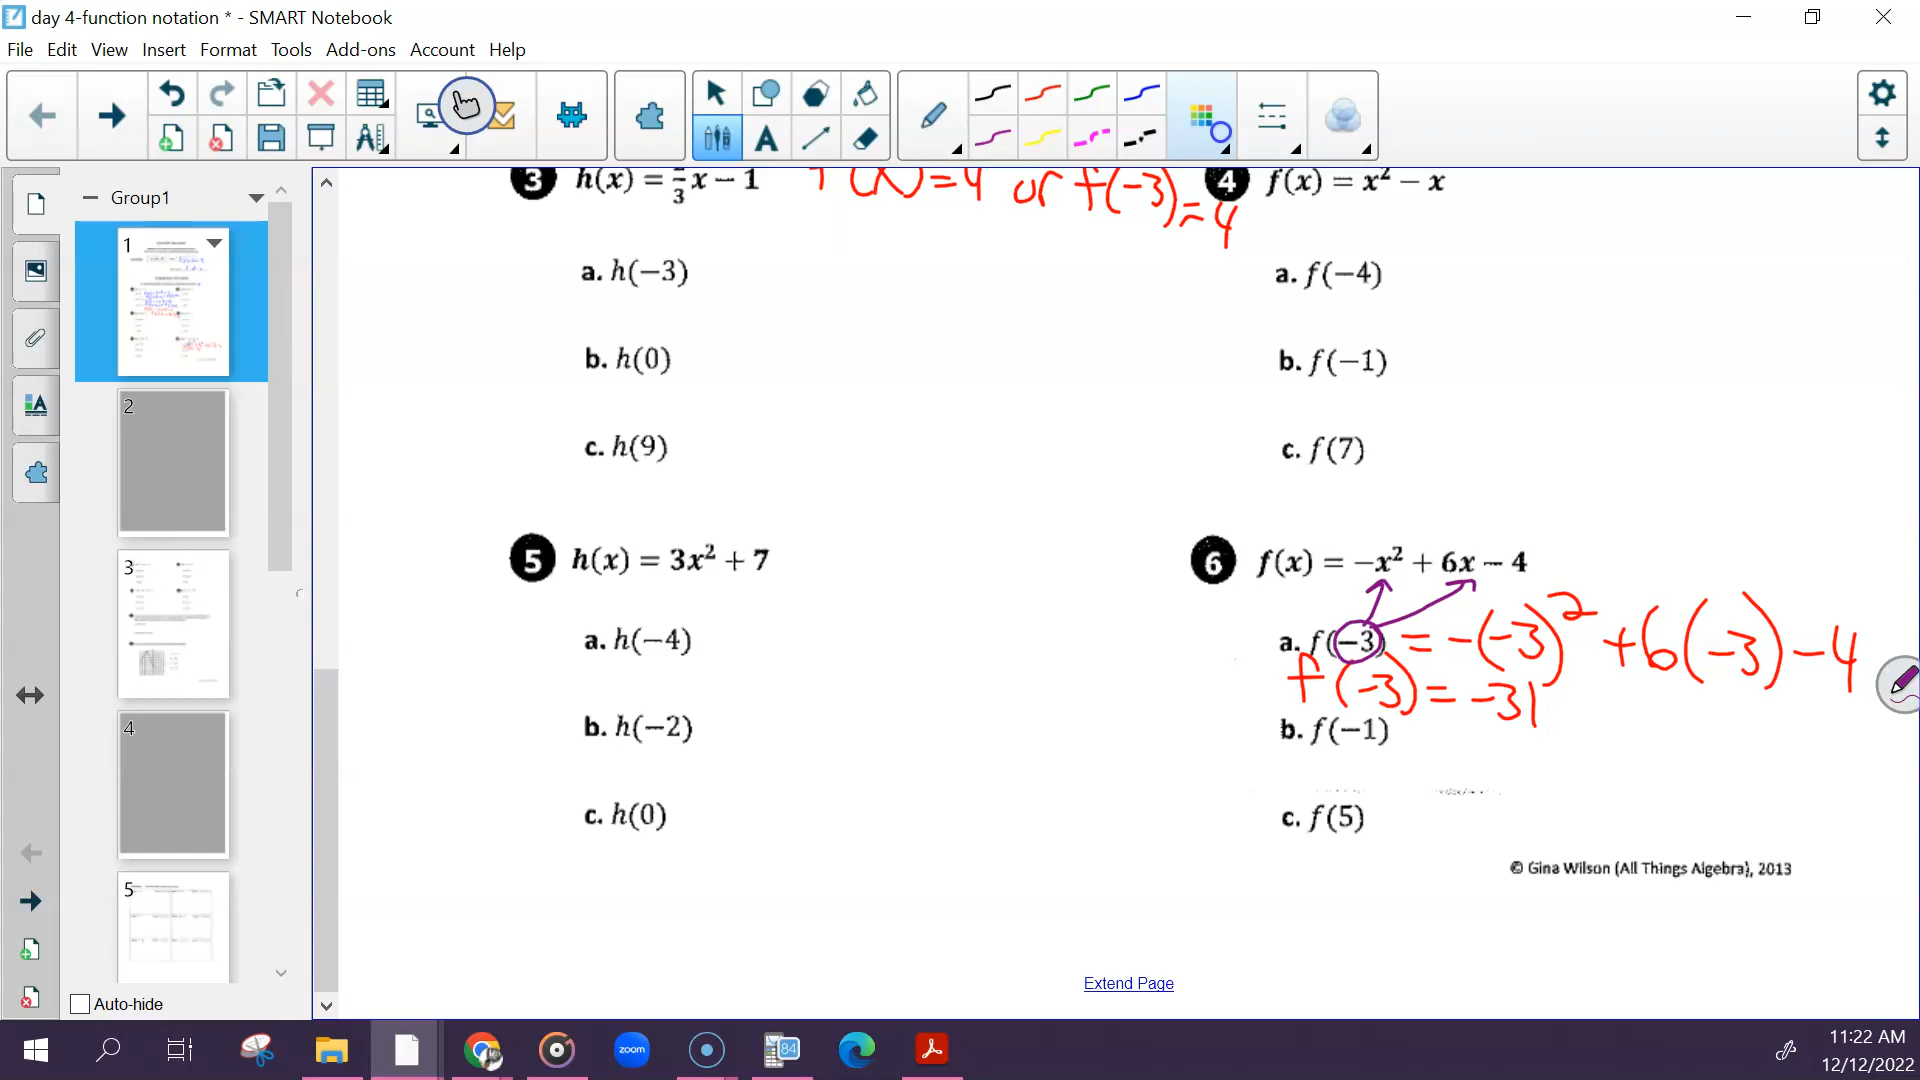 day 4-function notation * - SMART Notebook
File Edit View Insert Format Tools Add-ons Account Help
Group1
1
2
3
4
5
Auto-hide
3 h(x) = /3 x − 1
f(x) = 4 or f(-3) = 4
a. h(−3)
b. h(0)
c. h(9)
4 f(x) = x² − x
a. f(−4)
b. f(−1)
c. f(7)
5 h(x) = 3x² + 7
a. h(−4)
b. h(−2)
c. h(0)
6 f(x) = −x² + 6x − 4
a. f(−3) = -(-3)² + 6(-3) - 4
f(-3) = -31
b. f(−1)
c. f(5)
© Gina Wilson (All Things Algebra), 2013
Extend Page
zoom
84
11:22 AM
12/12/2022